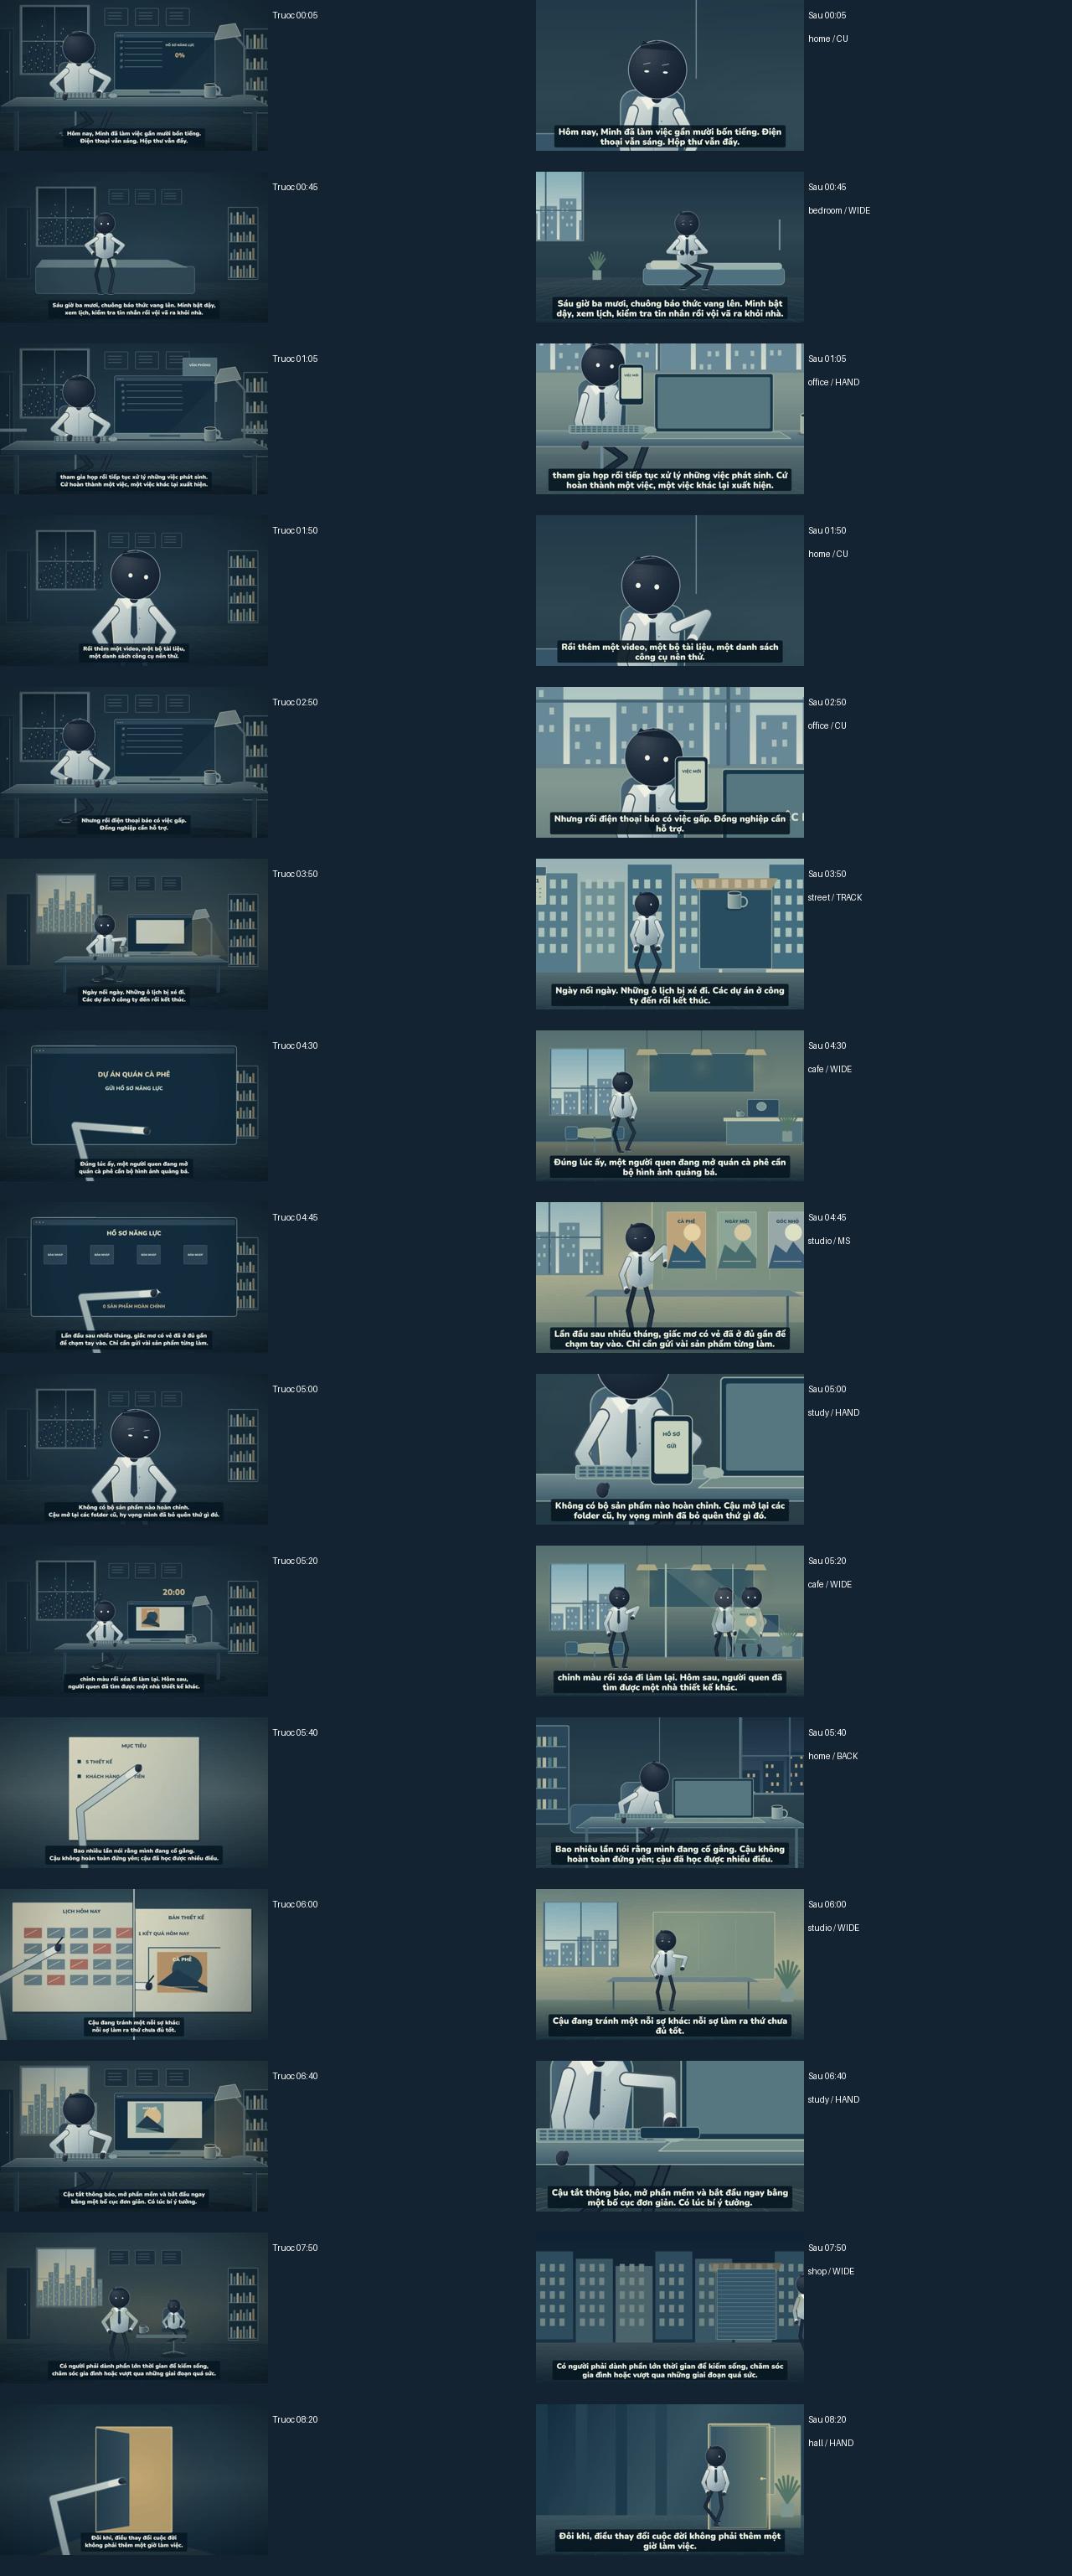 Truoc 00:05
HỒ SƠ NĂNG LỰC
0%
Hôm nay, Minh đã làm việc gần mười bốn tiếng.
Điện thoại vẫn sáng. Hộp thư vẫn đầy.
Sau 00:05
home / CU
Hôm nay, Minh đã làm việc gần mười bốn tiếng. Điện
thoại vẫn sáng. Hộp thư vẫn đầy.
Truoc 00:45
Sáu giờ ba mươi, chuông báo thức vang lên. Minh bật dậy,
xem lịch, kiểm tra tin nhắn rồi vội vã ra khỏi nhà.
Sau 00:45
bedroom / WIDE
Sáu giờ ba mươi, chuông báo thức vang lên. Minh bật
dậy, xem lịch, kiểm tra tin nhắn rồi vội vã ra khỏi nhà.
Truoc 01:05
VĂN PHÒNG
tham gia họp rồi tiếp tục xử lý những việc phát sinh.
Cứ hoàn thành một việc, một việc khác lại xuất hiện.
Sau 01:05
office / HAND
VIỆC MỚI
tham gia họp rồi tiếp tục xử lý những việc phát sinh. Cứ
hoàn thành một việc, một việc khác lại xuất hiện.
Truoc 01:50
Rồi thêm một video, một bộ tài liệu,
một danh sách công cụ nên thử.
Sau 01:50
home / CU
Rồi thêm một video, một bộ tài liệu, một danh sách
công cụ nên thử.
Truoc 02:50
Nhưng rồi điện thoại báo có việc gấp.
Đồng nghiệp cần hỗ trợ.
Sau 02:50
office / CU
VIỆC MỚI
Nhưng rồi điện thoại báo có việc gấp. Đồng nghiệp cần
hỗ trợ.
Truoc 03:50
Ngày nối ngày. Những ô lịch bị xé đi.
Các dự án ở công ty đến rồi kết thúc.
Sau 03:50
street / TRACK
Ngày nối ngày. Những ô lịch bị xé đi. Các dự án ở công
ty đến rồi kết thúc.
Truoc 04:30
DỰ ÁN QUÁN CÀ PHÊ
GỬI HỒ SƠ NĂNG LỰC
Đúng lúc ấy, một người quen đang mở
quán cà phê cần bộ hình ảnh quảng bá.
Sau 04:30
cafe / WIDE
Đúng lúc ấy, một người quen đang mở quán cà phê cần
bộ hình ảnh quảng bá.
Truoc 04:45
HỒ SƠ NĂNG LỰC
0 SẢN PHẨM HOÀN CHỈNH
Lần đầu sau nhiều tháng, giấc mơ có vẻ đã ở đủ gần
để chạm tay vào. Chỉ cần gửi vài sản phẩm từng làm.
Sau 04:45
studio / MS
CÀ PHÊ
NGÀY MỚI
GÓC NHỎ
Lần đầu sau nhiều tháng, giấc mơ có vẻ đã ở đủ gần để
chạm tay vào. Chỉ cần gửi vài sản phẩm từng làm.
Truoc 05:00
Không có bộ sản phẩm nào hoàn chỉnh.
Cậu mở lại các folder cũ, hy vọng mình đã bỏ quên thứ gì đó.
Sau 05:00
study / HAND
HỒ SƠ
GỬI
Không có bộ sản phẩm nào hoàn chỉnh. Cậu mở lại các
folder cũ, hy vọng mình đã bỏ quên thứ gì đó.
Truoc 05:20
20:00
chỉnh màu rồi xóa đi làm lại. Hôm sau,
người quen đã tìm được một nhà thiết kế khác.
Sau 05:20
cafe / WIDE
chỉnh màu rồi xóa đi làm lại. Hôm sau, người quen đã
tìm được một nhà thiết kế khác.
Truoc 05:40
MỤC TIÊU
5 THIẾT KẾ
KHÁCH HÀNG
Bao nhiêu lần nói rằng mình đang cố gắng.
Cậu không hoàn toàn đứng yên; cậu đã học được nhiều điều.
Sau 05:40
home / BACK
Bao nhiêu lần nói rằng mình đang cố gắng. Cậu không
hoàn toàn đứng yên; cậu đã học được nhiều điều.
Truoc 06:00
LỊCH HÔM NAY
BẢN THIẾT KẾ
1 KẾT QUẢ HÔM NAY
CÀ PHÊ
Cậu đang tránh một nỗi sợ khác:
nỗi sợ làm ra thứ chưa đủ tốt.
Sau 06:00
studio / WIDE
Cậu đang tránh một nỗi sợ khác: nỗi sợ làm ra thứ chưa
đủ tốt.
Truoc 06:40
Cậu tắt thông báo, mở phần mềm và bắt đầu ngay
bằng một bố cục đơn giản. Có lúc bí ý tưởng.
Sau 06:40
study / HAND
Cậu tắt thông báo, mở phần mềm và bắt đầu ngay bằng
một bố cục đơn giản. Có lúc bí ý tưởng.
Truoc 07:50
Có người phải dành phần lớn thời gian để kiếm sống,
chăm sóc gia đình hoặc vượt qua những giai đoạn quá sức.
Sau 07:50
shop / WIDE
Có người phải dành phần lớn thời gian để kiếm sống, chăm sóc
gia đình hoặc vượt qua những giai đoạn quá sức.
Truoc 08:20
Đôi khi, điều thay đổi cuộc đời
không phải thêm một giờ làm việc.
Sau 08:20
hall / HAND
Đôi khi, điều thay đổi cuộc đời không phải thêm một
giờ làm việc.